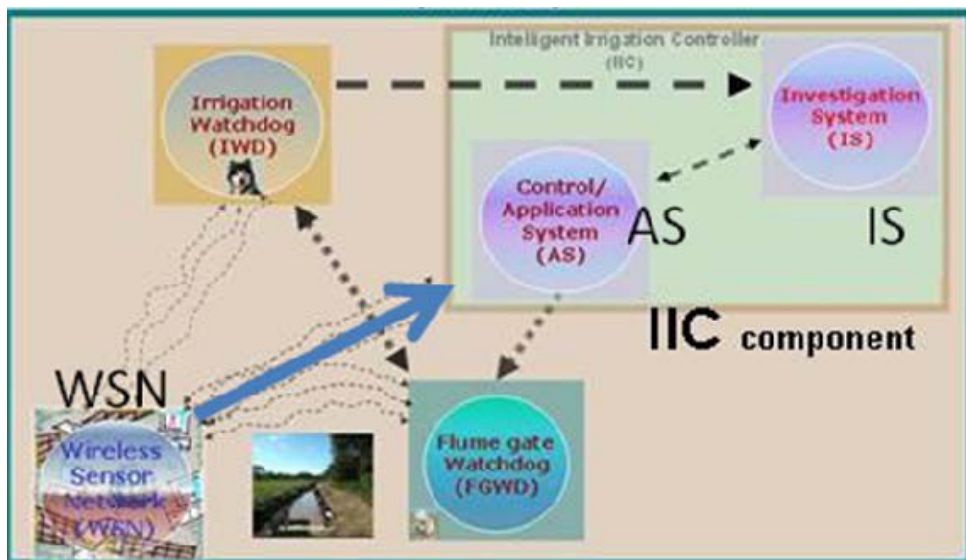 Intelligent Irrigation Controller
(IIC)
Irrigation
Watchdog
(IWD)
Investigation
System
(IS)
Control/
Application
System
(AS)
AS
IS
IIC component
WSN
Wireless
Sensor
Network
(WSN)
Flume gate
Watchdog
(FGWD)